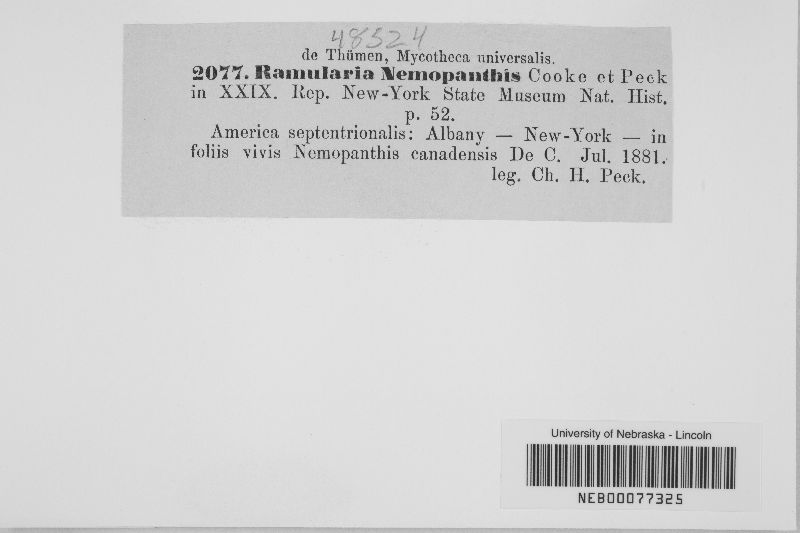 48524
de Thümen, Mycotheca universalis.
2077. Ramularia Nemopanthis Cooke et Peck
in XXIX. Rep. New-York State Museum Nat. Hist.
p. 52.
America septentrionalis: Albany — New-York — in
foliis vivis Nemopanthis canadensis De C. Jul. 1881.
leg. Ch. H. Peck.
University of Nebraska - Lincoln
NEB00077325